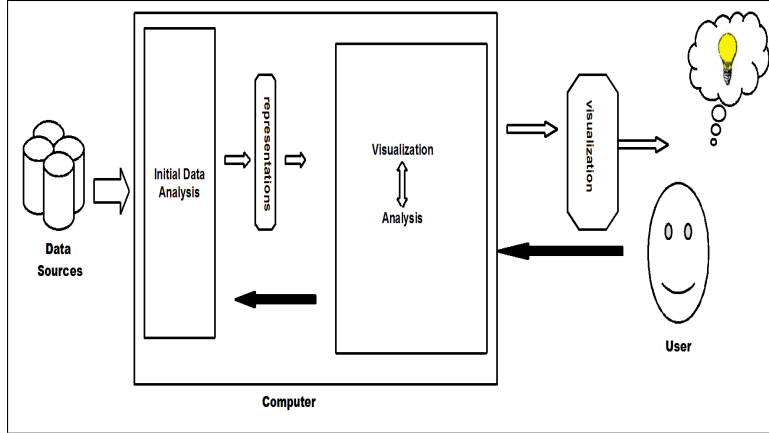 Data
Sources
Initial Data
Analysis
representations
Visualization
Analysis
visualization
User
Computer